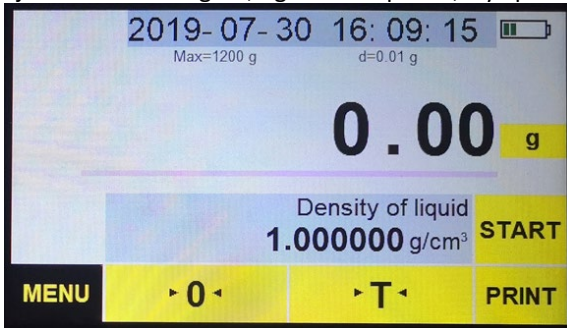 2019-07-30 16:09:15
Max=1200 g d=0.01 g
0.00 g
Density of liquid
1.000000 g/cm³
START
MENU
0
T
PRINT